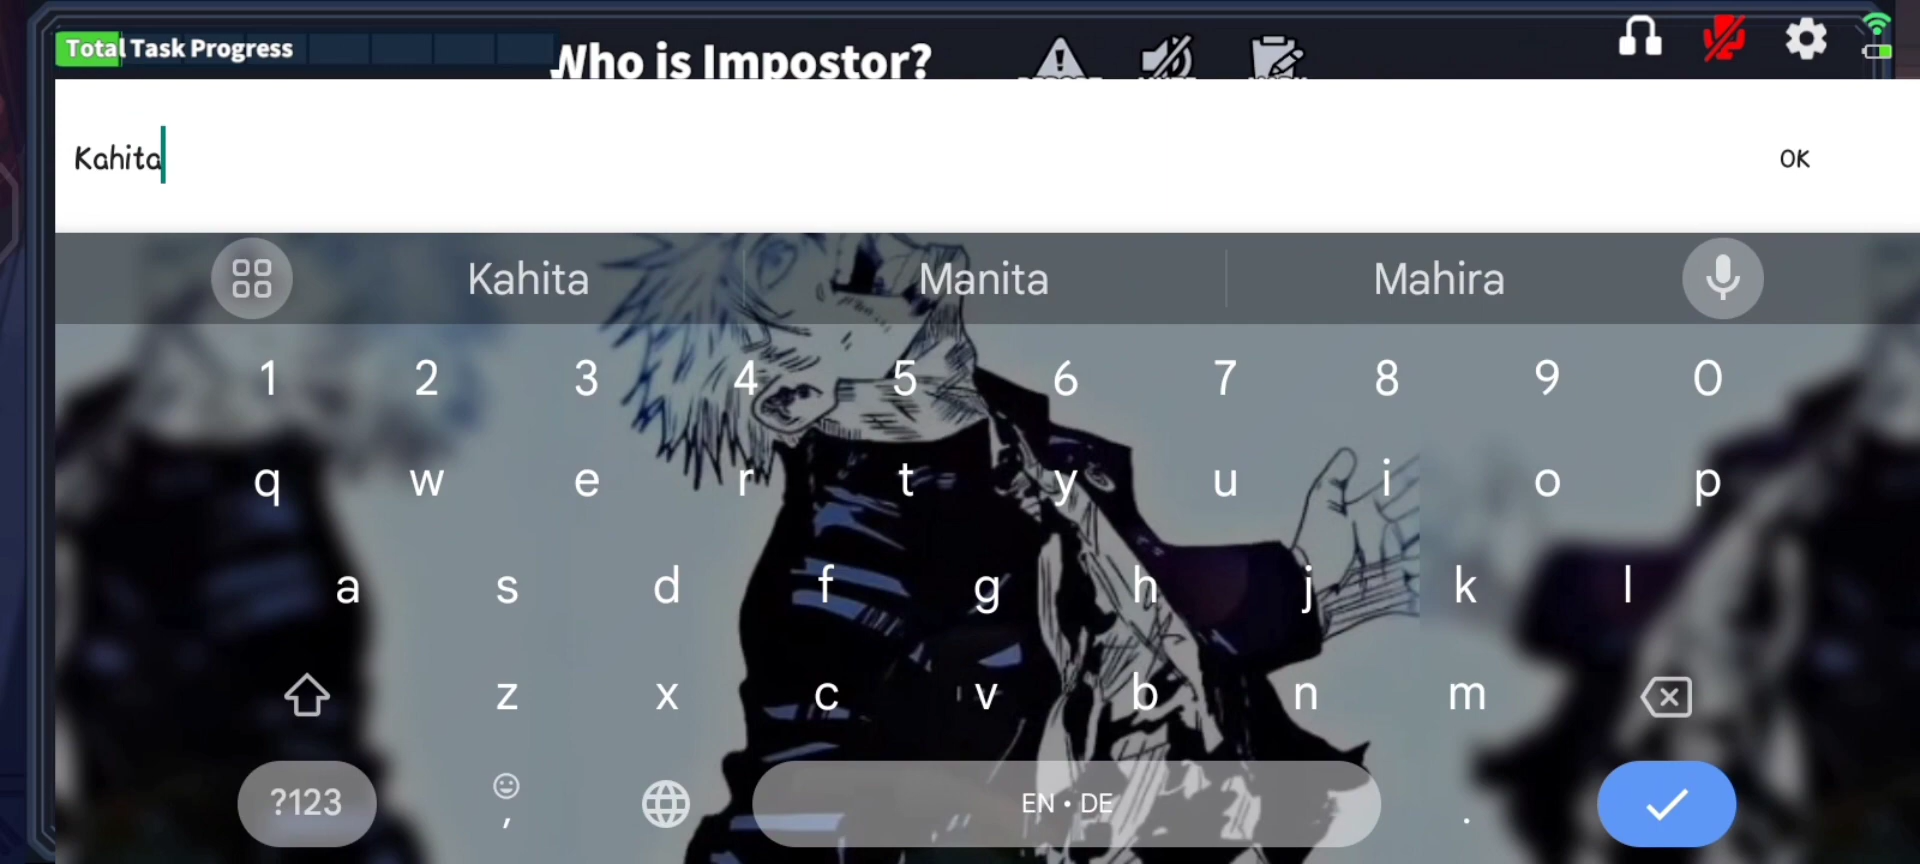 Total Task Progress
Who is Impostor?
Kahita
OK
Kahita Manita Mahira
1 2 3 4 5 6 7 8 9 0
q w e r t y u i o p
a s d f g h j k l
z x c v b n m
?123 , EN • DE .